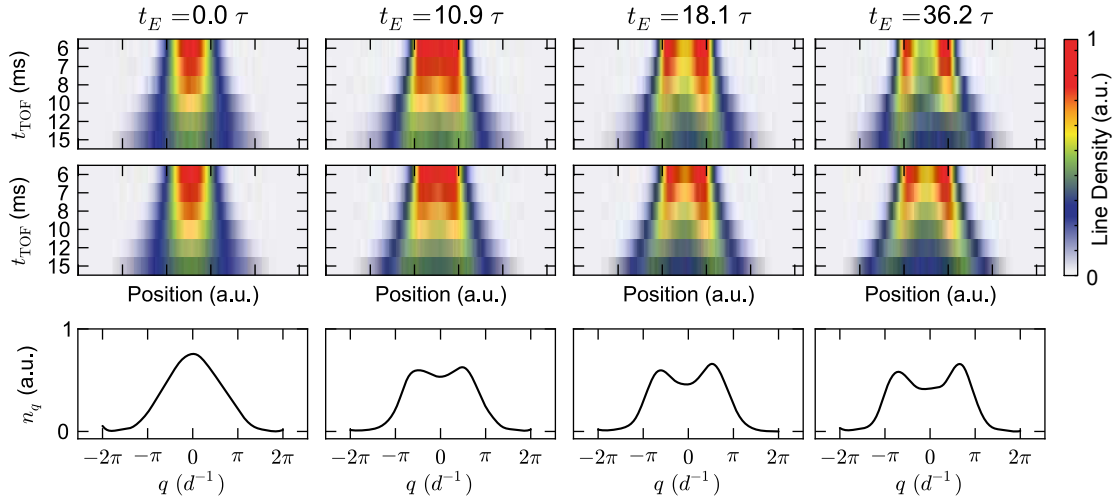 t_E =0.0 τ
t_E =10.9 τ
t_E =18.1 τ
t_E =36.2 τ
t_TOF (ms)
6
7
8
10
12
15
t_TOF (ms)
6
7
8
10
12
15
Position (a.u.)
Position (a.u.)
Position (a.u.)
Position (a.u.)
1
Line Density (a.u.)
0
n_q (a.u.)
1
0
−2π −π 0 π 2π
−2π −π 0 π 2π
−2π −π 0 π 2π
−2π −π 0 π 2π
q (d⁻¹)
q (d⁻¹)
q (d⁻¹)
q (d⁻¹)